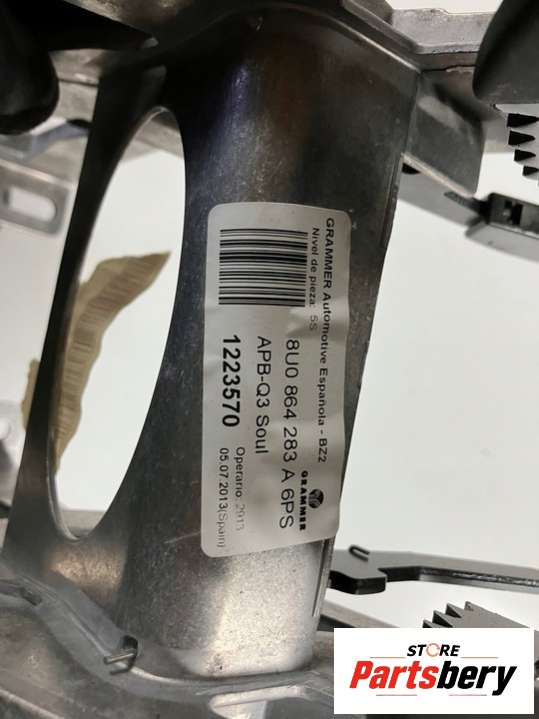 GRAMMER Automotive Española - BZ2
Nivel de pieza: 5S
8U0 864 283 A 6PS
GRAMMER
APB-Q3 Soul
1223570
Operario: 2913
05.07.2013(Spain)
STORE
Partsbery